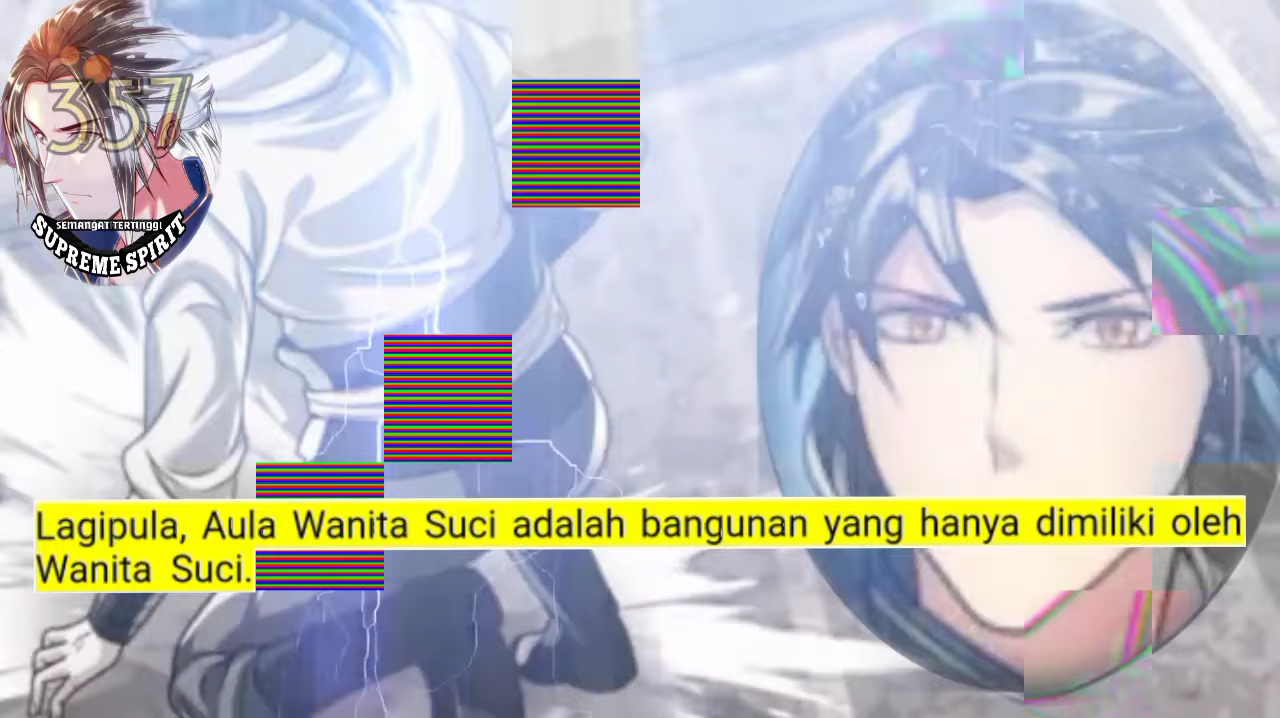 357
SEMANGAT TERTINGGI
SUPREME SPIRIT
Lagipula, Aula Wanita Suci adalah bangunan yang hanya dimiliki oleh
Wanita Suci.